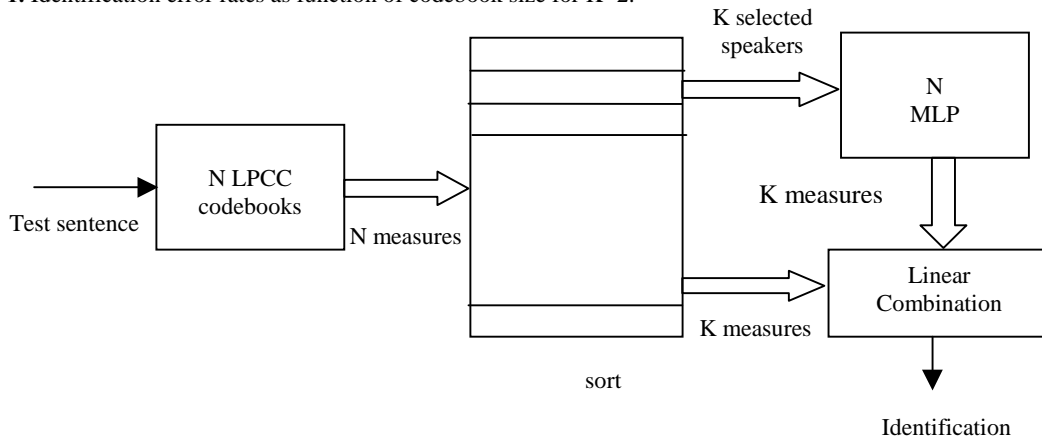 K selected
speakers
N
MLP
N LPCC
codebooks
Test sentence
N measures
K measures
Linear
Combination
K measures
sort
Identification